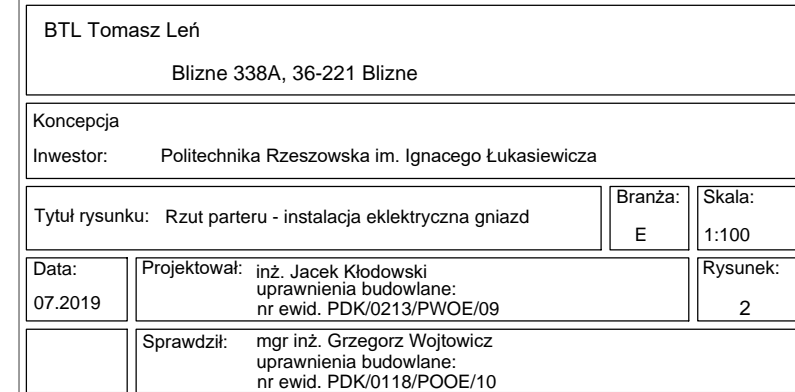 BTL Tomasz Leń
Blizne 338A, 36-221 Blizne
Koncepcja
Inwestor: Politechnika Rzeszowska im. Ignacego Łukasiewicza
Tytuł rysunku: Rzut parteru - instalacja eklektryczna gniazd
Branża:
E
Skala:
1:100
Data:
07.2019
Projektował: inż. Jacek Kłodowski
uprawnienia budowlane:
nr ewid. PDK/0213/PWOE/09
Rysunek:
2
Sprawdził: mgr inż. Grzegorz Wojtowicz
uprawnienia budowlane:
nr ewid. PDK/0118/POOE/10